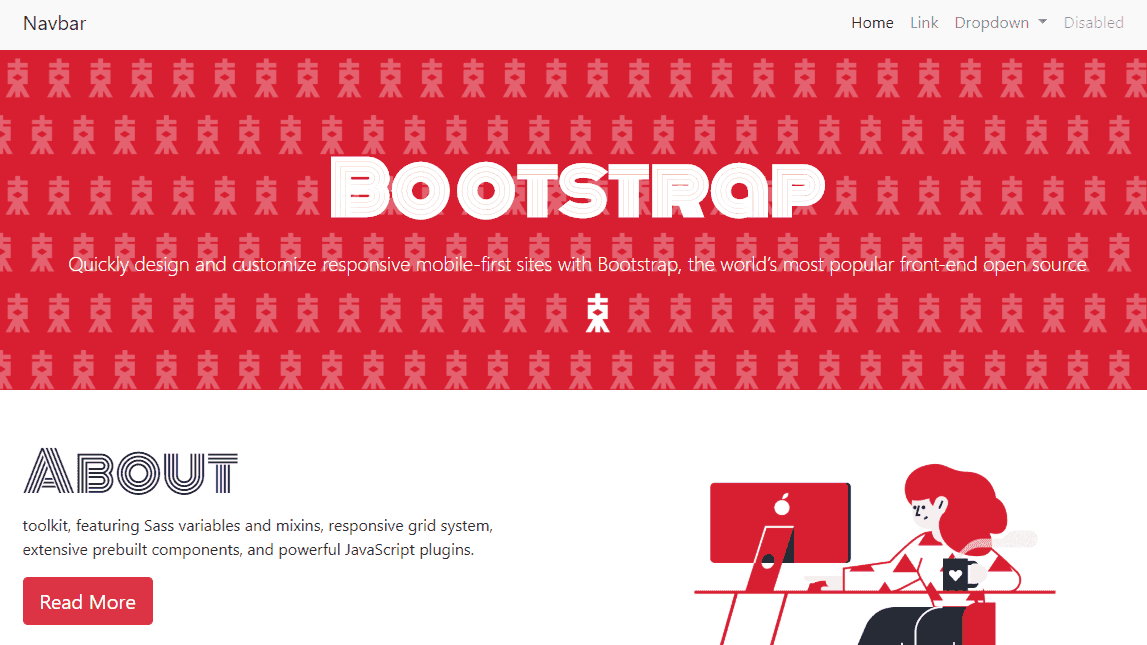 Navbar
Home Link Dropdown Disabled
Bootstrap
Quickly design and customize responsive mobile-first sites with Bootstrap, the world's most popular front-end open source
About
toolkit, featuring Sass variables and mixins, responsive grid system,
extensive prebuilt components, and powerful JavaScript plugins.
Read More